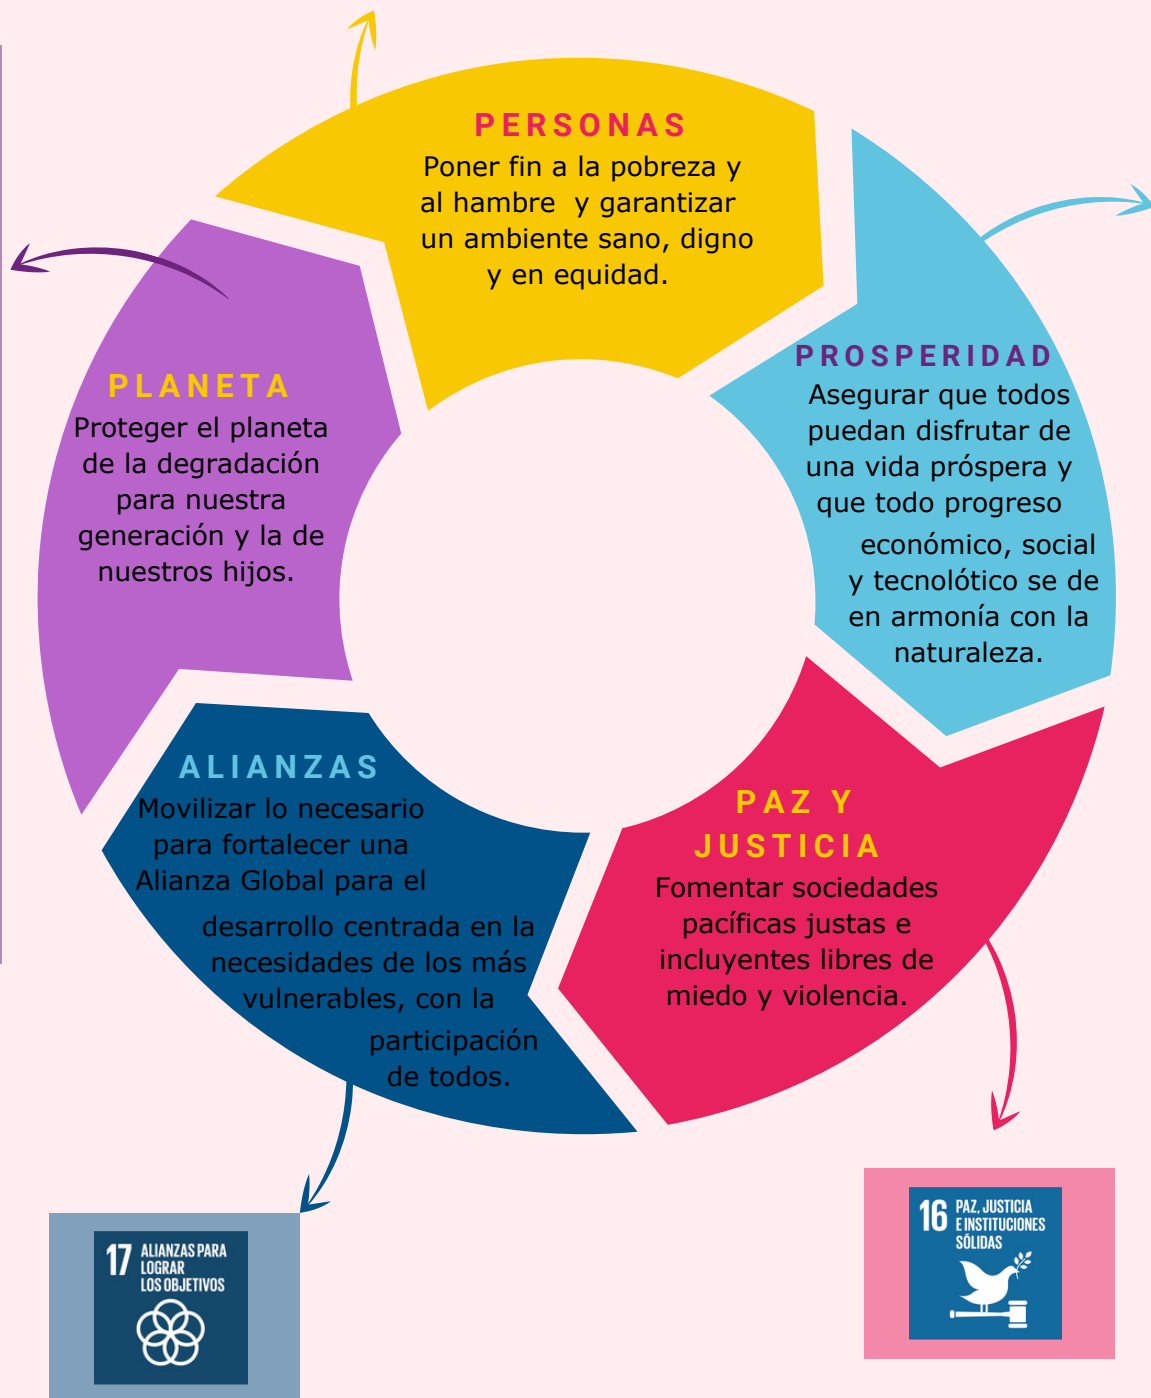 PERSONAS
Poner fin a la pobreza y
al hambre y garantizar
un ambiente sano, digno
y en equidad.
PROSPERIDAD
Asegurar que todos
puedan disfrutar de
una vida próspera y
que todo progreso
económico, social
y tecnolótico se de
en armonía con la
naturaleza.
PLANETA
Proteger el planeta
de la degradación
para nuestra
generación y la de
nuestros hijos.
ALIANZAS
Movilizar lo necesario
para fortalecer una
Alianza Global para el
desarrollo centrada en la
necesidades de los más
vulnerables, con la
participación
de todos.
PAZ Y
JUSTICIA
Fomentar sociedades
pacíficas justas e
incluyentes libres de
miedo y violencia.
17 ALIANZAS PARA
LOGRAR
LOS OBJETIVOS
16 PAZ, JUSTICIA
E INSTITUCIONES
SÓLIDAS